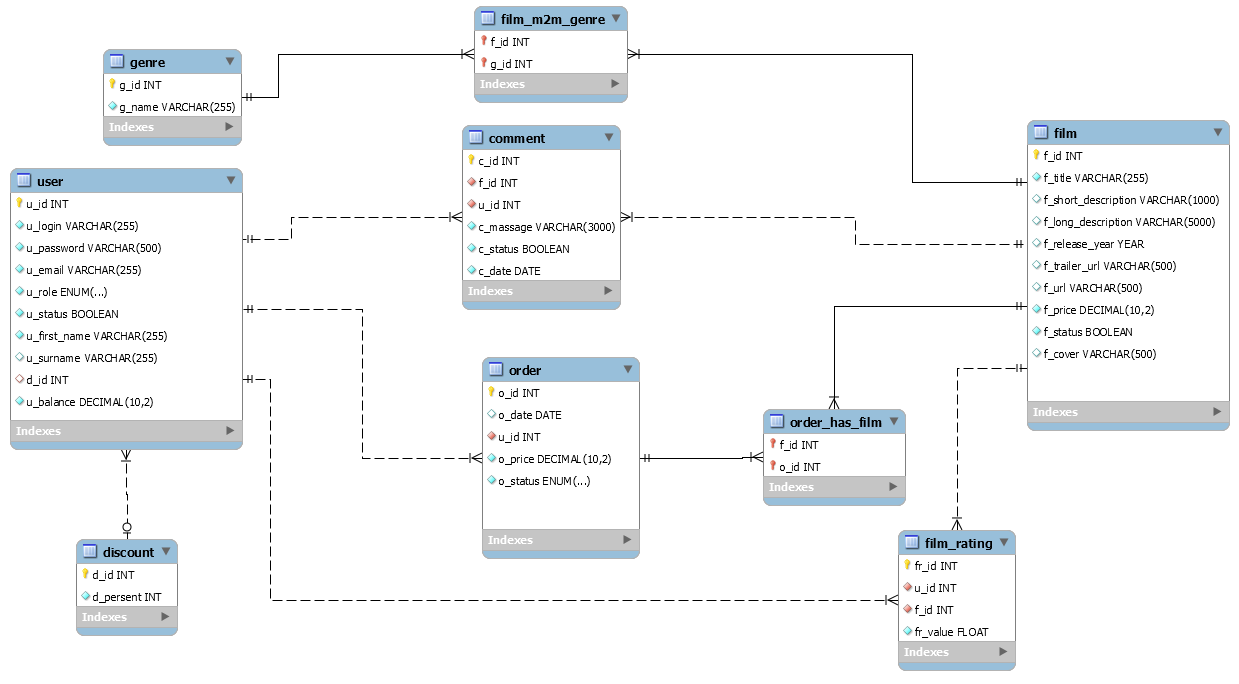 film_m2m_genre
f_id INT
g_id INT
Indexes
genre
g_id INT
g_name VARCHAR(255)
Indexes
comment
c_id INT
f_id INT
u_id INT
c_massage VARCHAR(3000)
c_status BOOLEAN
c_date DATE
Indexes
film
f_id INT
f_title VARCHAR(255)
f_short_description VARCHAR(1000)
f_long_description VARCHAR(5000)
f_release_year YEAR
f_trailer_url VARCHAR(500)
f_url VARCHAR(500)
f_price DECIMAL(10,2)
f_status BOOLEAN
f_cover VARCHAR(500)
Indexes
user
u_id INT
u_login VARCHAR(255)
u_password VARCHAR(500)
u_email VARCHAR(255)
u_role ENUM(...)
u_status BOOLEAN
u_first_name VARCHAR(255)
u_surname VARCHAR(255)
d_id INT
u_balance DECIMAL(10,2)
Indexes
order
o_id INT
o_date DATE
u_id INT
o_price DECIMAL(10,2)
o_status ENUM(...)
Indexes
order_has_film
f_id INT
o_id INT
Indexes
discount
d_id INT
d_persent INT
Indexes
film_rating
fr_id INT
u_id INT
f_id INT
fr_value FLOAT
Indexes